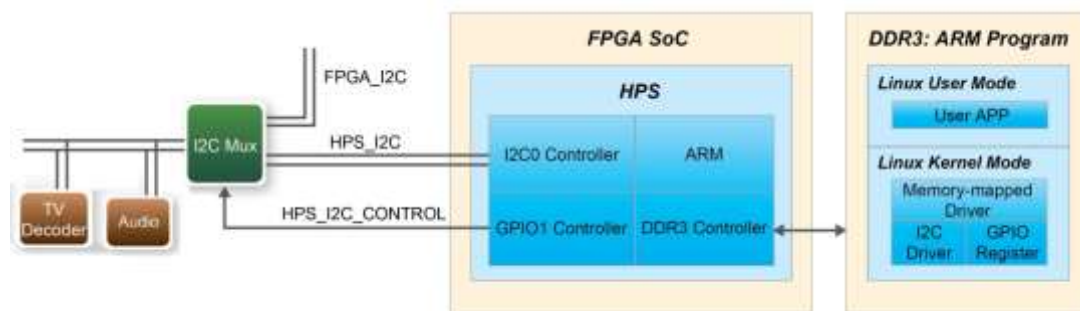 FPGA SoC
DDR3: ARM Program
FPGA_I2C
HPS
Linux User Mode
User APP
I2C Mux
HPS_I2C
I2C0 Controller
ARM
Linux Kernel Mode
Memory-mapped
Driver
TV
Decoder
Audio
HPS_I2C_CONTROL
GPIO1 Controller
DDR3 Controller
I2C
Driver
GPIO
Register